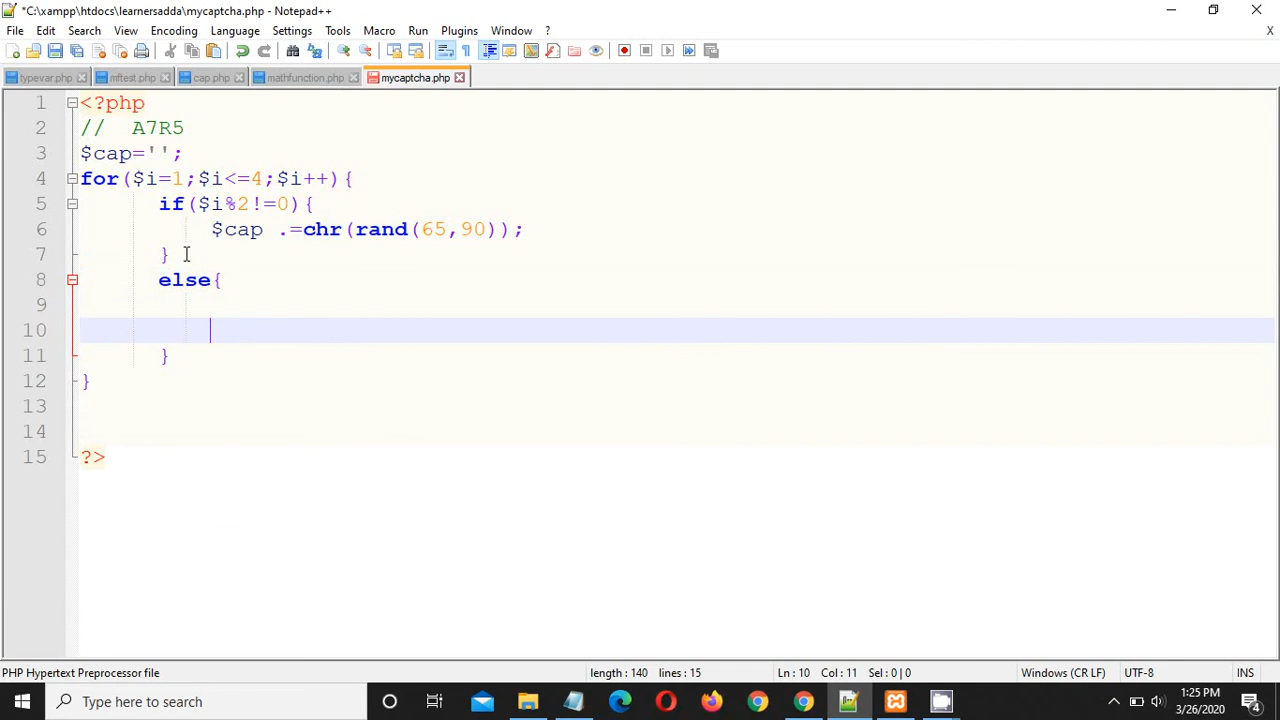 *C:\xampp\htdocs\learnersadda\mycaptcha.php - Notepad++
File Edit Search View Encoding Language Settings Tools Macro Run Plugins Window ? X
typevar.php mftest.php cap.php mathfunction.php mycaptcha.php
1 <?php
2 // A7R5
3 $cap='';
4 for($i=1;$i<=4;$i++){
5 if($i%2!=0){
6 $cap .=chr(rand(65,90));
7 }
8 else{
9
10
11 }
12 }
13
14
15 ?>
PHP Hypertext Preprocessor file length : 140 lines : 15 Ln : 10 Col : 11 Sel : 0 | 0 Windows (CR LF) UTF-8 INS
Type here to search
1:25 PM
3/26/2020
4